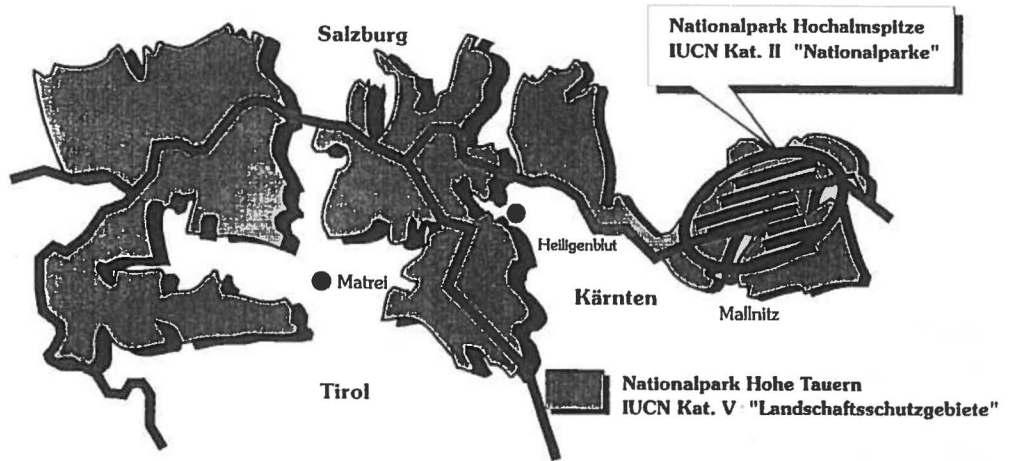 Salzburg
Nationalpark Hochalmspitze
IUCN Kat. II "Nationalparke"
Heiligenblut
Matrei
Kärnten
Mallnitz
Tirol
Nationalpark Hohe Tauern
IUCN Kat. V "Landschaftsschutzgebiete"